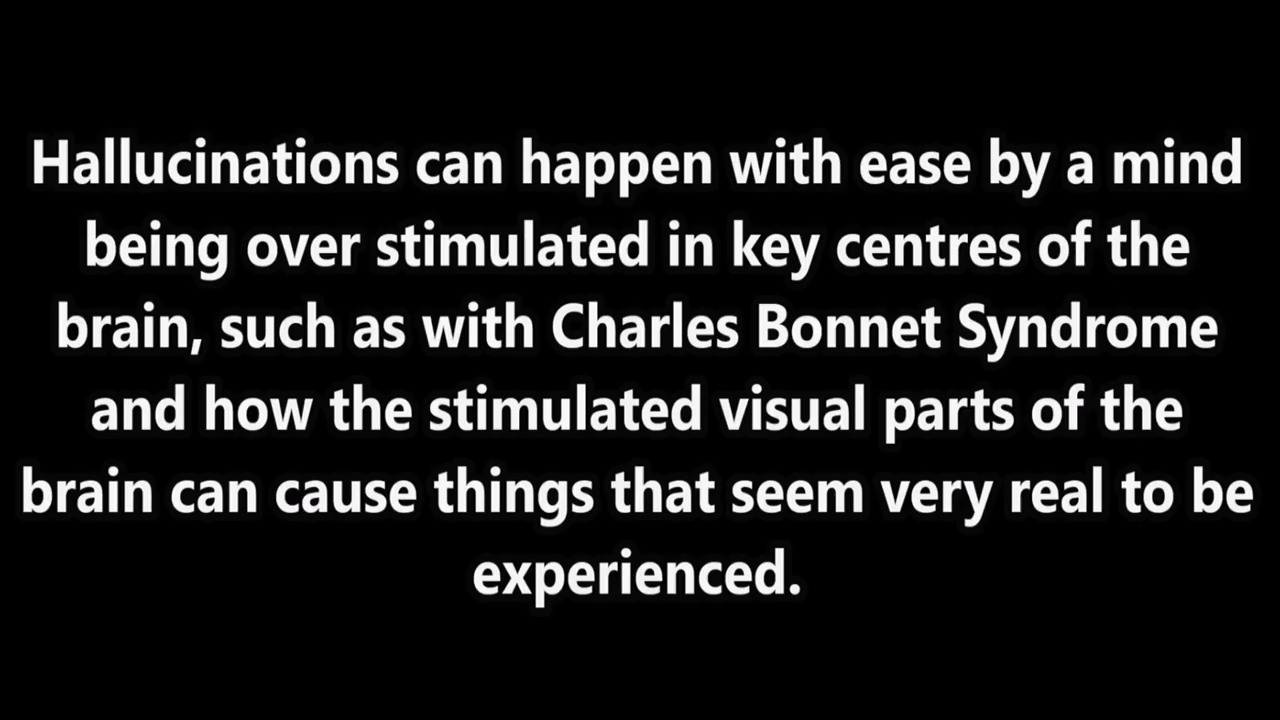 Hallucinations can happen with ease by a mind
being over stimulated in key centres of the
brain, such as with Charles Bonnet Syndrome
and how the stimulated visual parts of the
brain can cause things that seem very real to be
experienced.